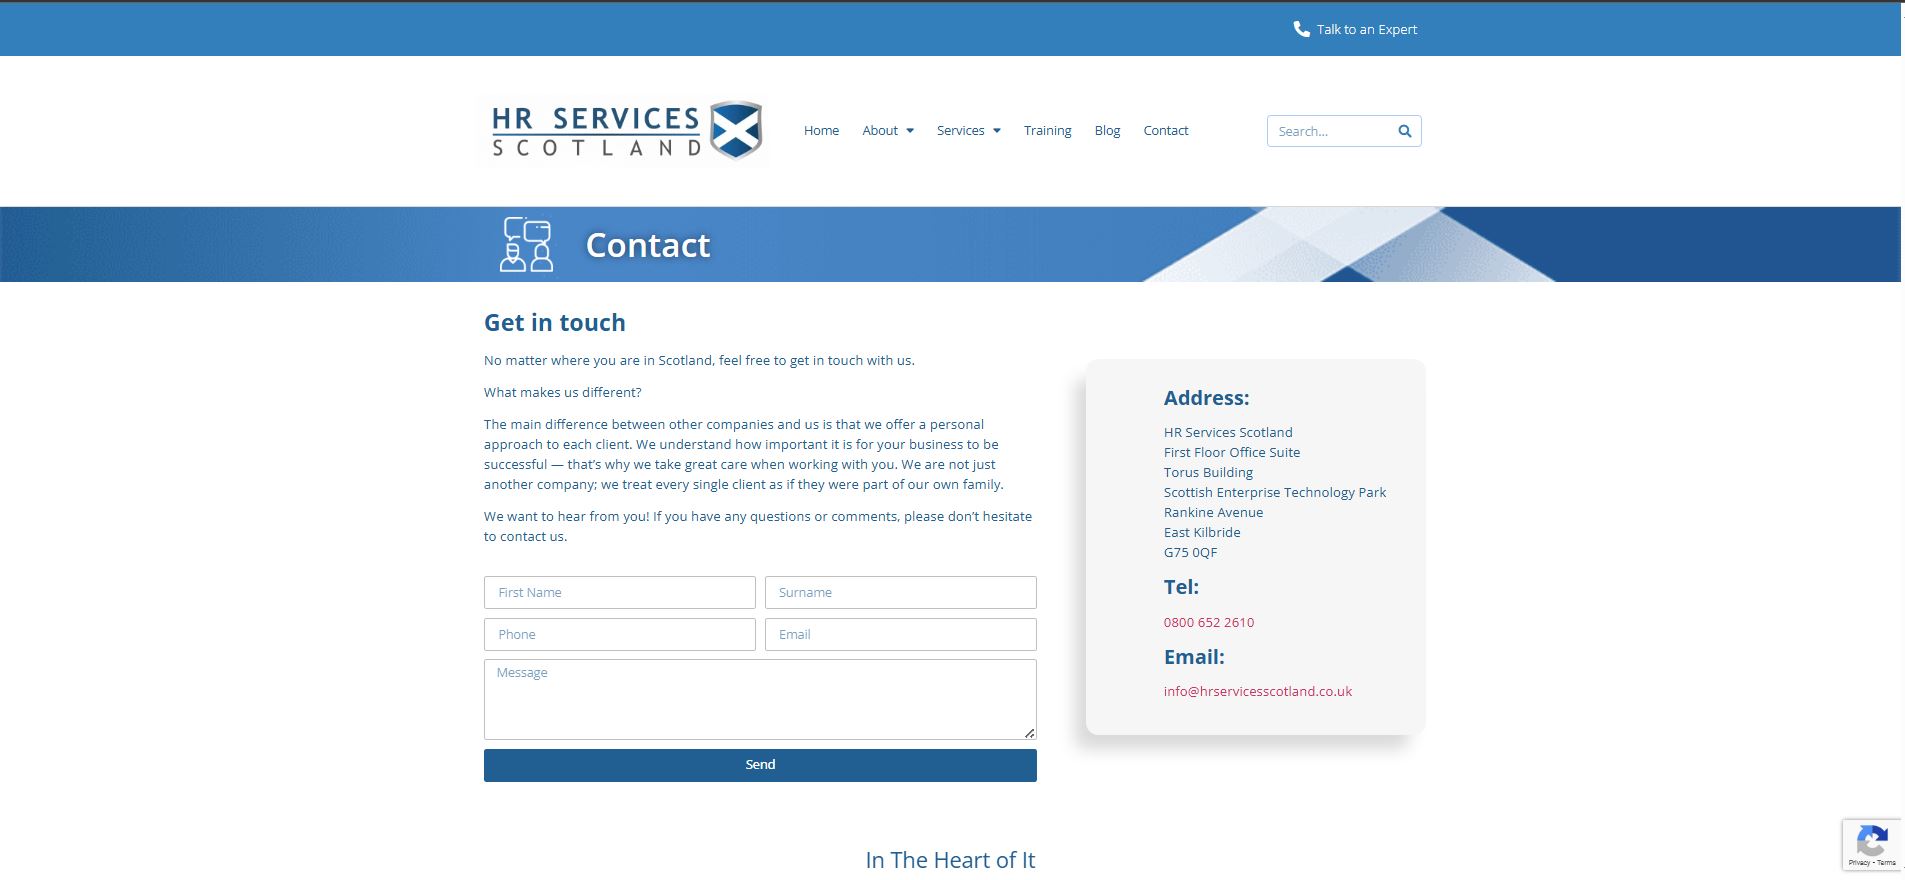 Talk to an Expert
HR SERVICES
SCOTLAND
Home About Services Training Blog Contact
Search...
Contact
Get in touch
No matter where you are in Scotland, feel free to get in touch with us.
What makes us different?
The main difference between other companies and us is that we offer a personal
approach to each client. We understand how important it is for your business to be
successful — that’s why we take great care when working with you. We are not just
another company; we treat every single client as if they were part of our own family.
We want to hear from you! If you have any questions or comments, please don’t hesitate
to contact us.
First Name
Surname
Phone
Email
Message
Send
Address:
HR Services Scotland
First Floor Office Suite
Torus Building
Scottish Enterprise Technology Park
Rankine Avenue
East Kilbride
G75 0QF
Tel:
0800 652 2610
Email:
info@hrservicesscotland.co.uk
In The Heart of It
Privacy - Terms